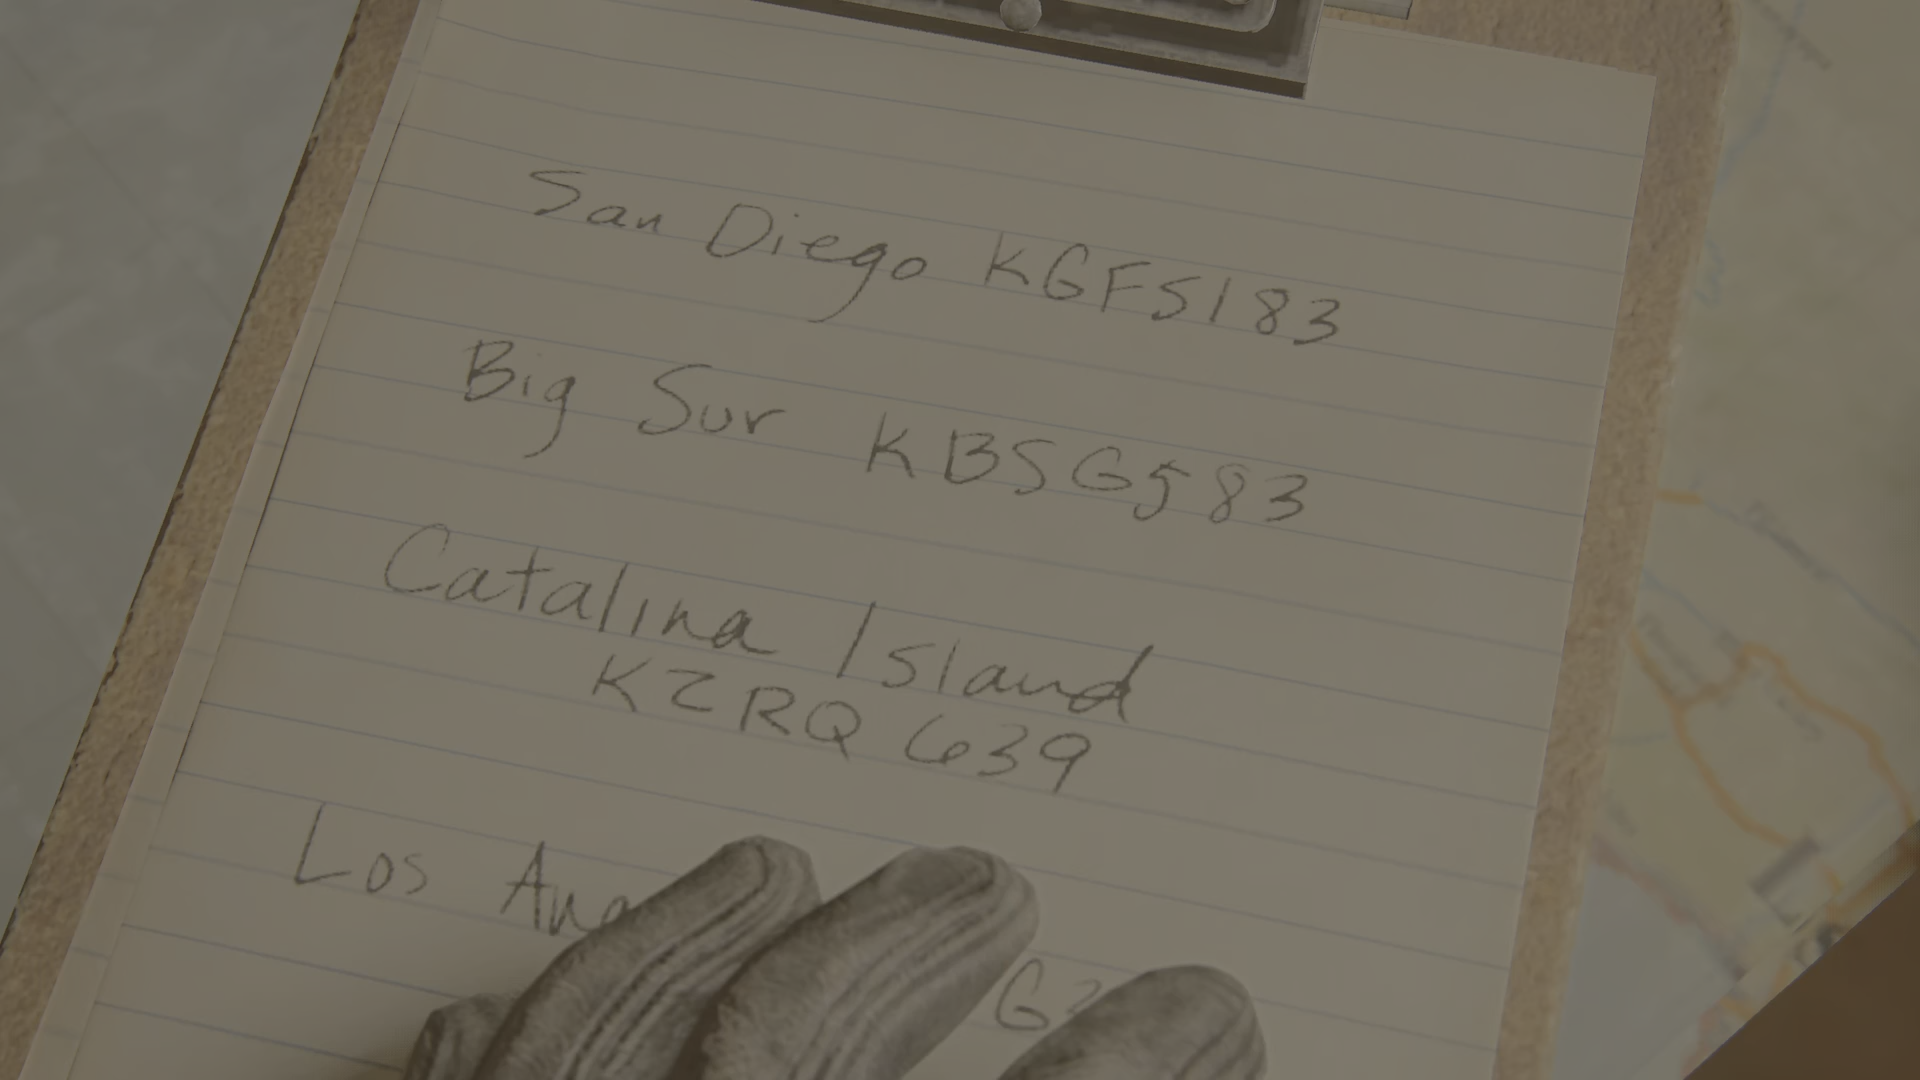 San Diego KGFS183
Big Sur KBSG583
Catalina Island
KZRQ639
Los